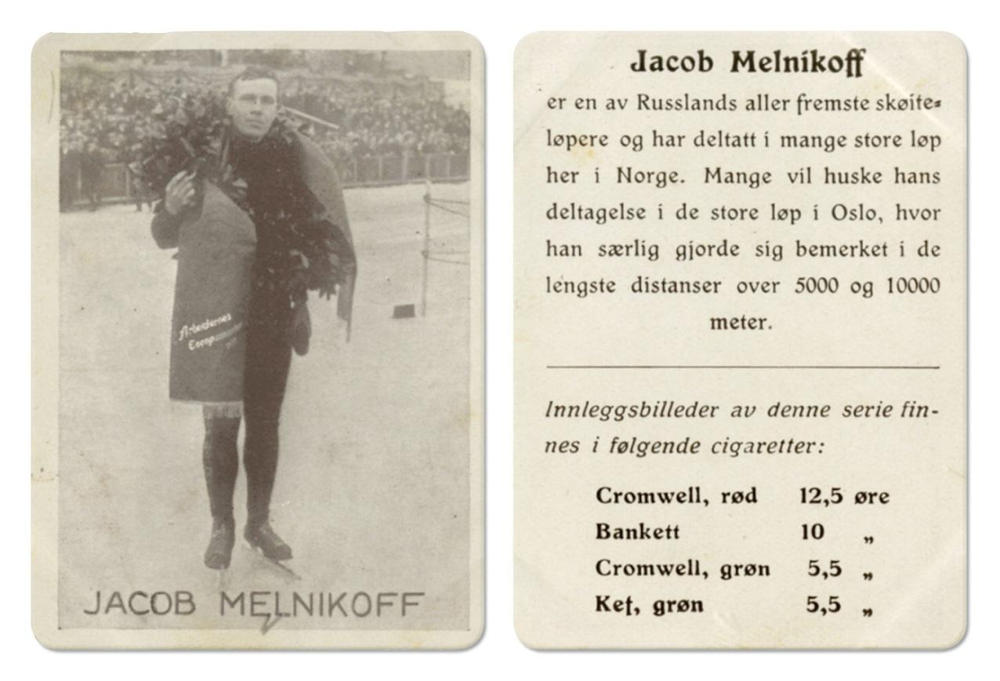 Arbeidernes
JACOB MELNIKOFF
Jacob Melnikoff
er en av Russlands aller fremste skøite-
løpere og har deltatt i mange store løp
her i Norge. Mange vil huske hans
deltagelse i de store løp i Oslo, hvor
han særlig gjorde sig bemerket i de
lengste distanser over 5000 og 10000
meter.
Innleggsbilleder av denne serie fin-
nes i følgende cigaretter:
Cromwell, rød 12,5 øre
Bankett 10 „
Cromwell, grøn 5,5 „
Kef, grøn 5,5 „